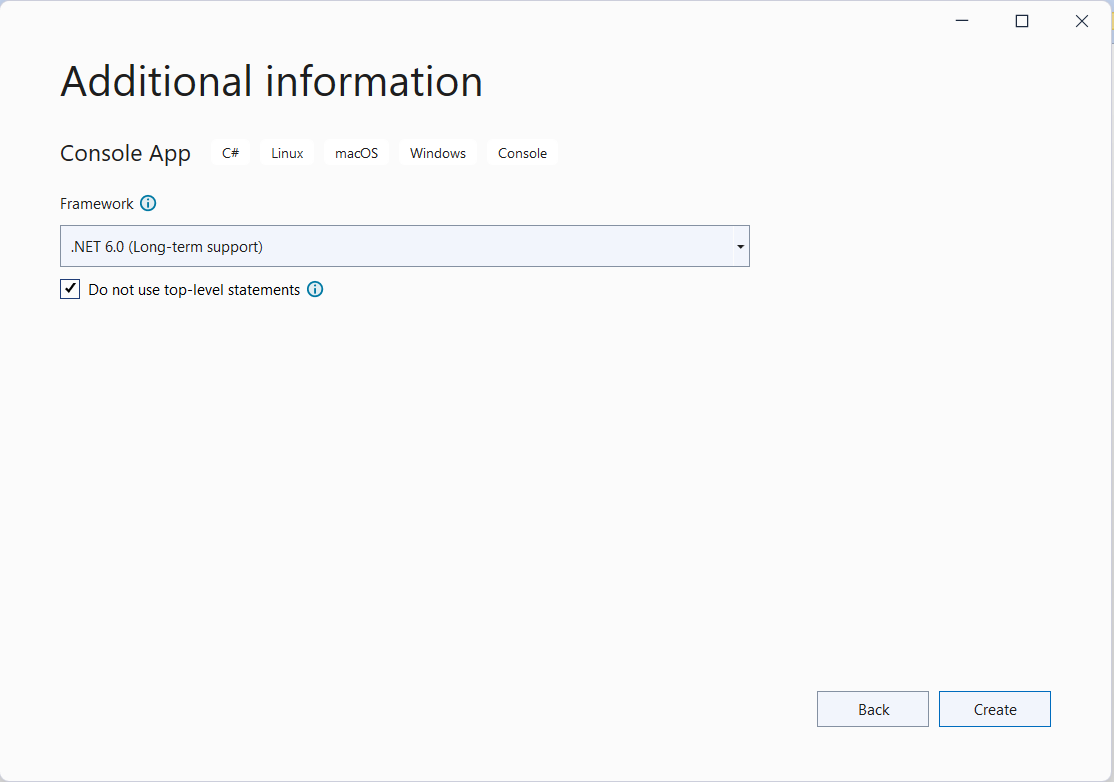 Additional information
Console App C# Linux macOS Windows Console
Framework
.NET 6.0 (Long-term support)
Do not use top-level statements
Back Create